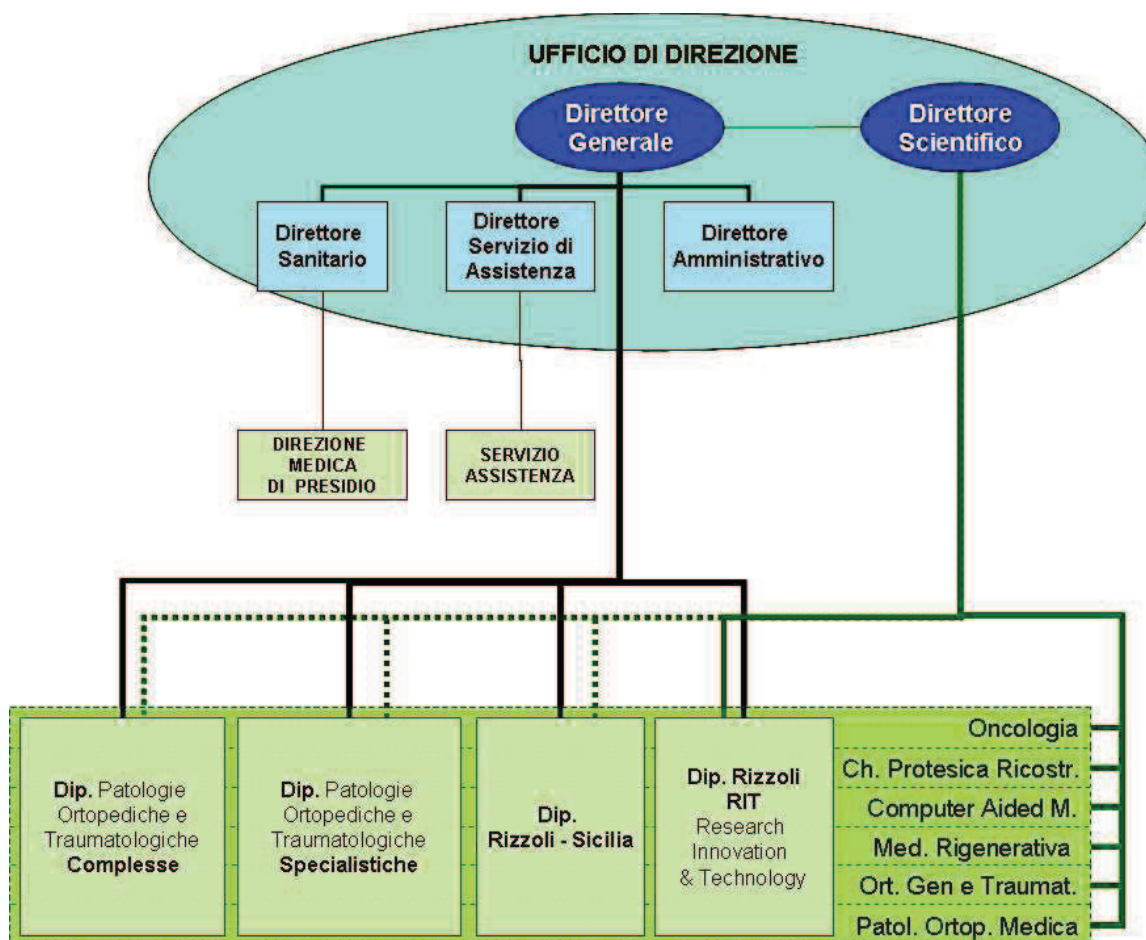 UFFICIO DI DIREZIONE
Direttore
Generale
Direttore
Scientifico
Direttore
Sanitario
Direttore
Servizio di
Assistenza
Direttore
Amministrativo
DIREZIONE
MEDICA
DI PRESIDIO
SERVIZIO
ASSISTENZA
Dip. Patologie
Ortopediche e
Traumatologiche
Complesse
Dip. Patologie
Ortopediche e
Traumatologiche
Specialistiche
Dip.
Rizzoli - Sicilia
Dip. Rizzoli
RIT
Research
Innovation
& Technology
Oncologia
Ch. Protesica Ricostr.
Computer Aided M.
Med. Rigenerativa
Ort. Gen e Traumat.
Patol. Ortop. Medica